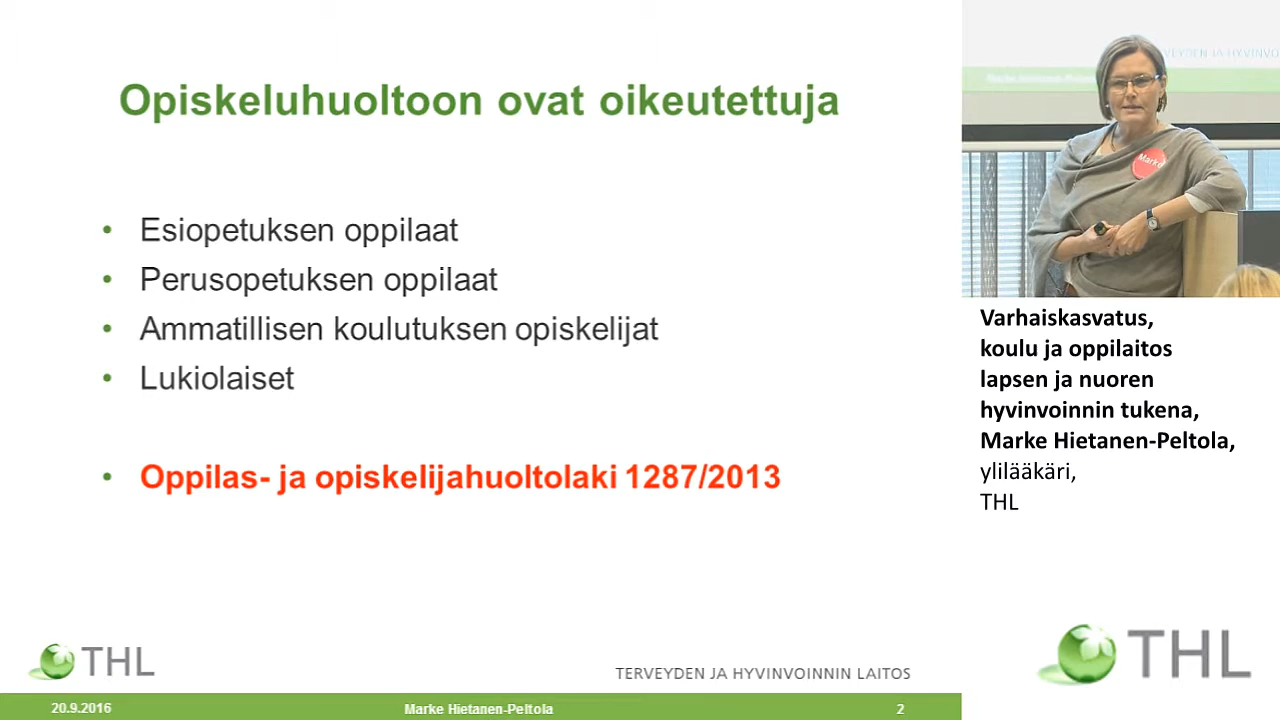 Opiskeluhuoltoon ovat oikeutettuja
• Esiopetuksen oppilaat
• Perusopetuksen oppilaat
• Ammatillisen koulutuksen opiskelijat
• Lukiolaiset
• Oppilas- ja opiskelijahuoltolaki 1287/2013
THL
TERVEYDEN JA HYVINVOINNIN LAITOS
20.9.2016
Marke Hietanen-Peltola
2
Marke
Varhaiskasvatus,
koulu ja oppilaitos
lapsen ja nuoren
hyvinvoinnin tukena,
Marke Hietanen-Peltola,
ylilääkäri,
THL
THL